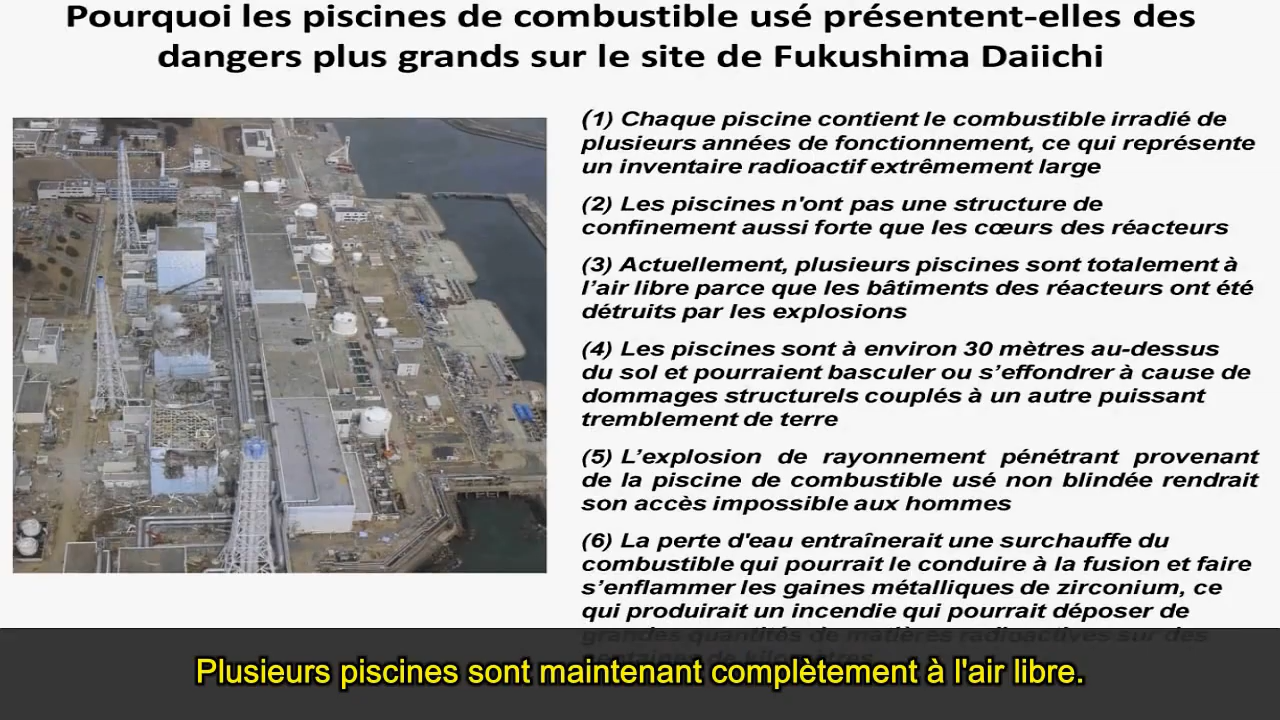 Pourquoi les piscines de combustible usé présentent-elles des
dangers plus grands sur le site de Fukushima Daiichi
(1) Chaque piscine contient le combustible irradié de
plusieurs années de fonctionnement, ce qui représente
un inventaire radioactif extrêmement large
(2) Les piscines n'ont pas une structure de
confinement aussi forte que les cœurs des réacteurs
(3) Actuellement, plusieurs piscines sont totalement à
l’air libre parce que les bâtiments des réacteurs ont été
détruits par les explosions
(4) Les piscines sont à environ 30 mètres au-dessus
du sol et pourraient basculer ou s’effondrer à cause de
dommages structurels couplés à un autre puissant
tremblement de terre
(5) L’explosion de rayonnement pénétrant provenant
de la piscine de combustible usé non blindée rendrait
son accès impossible aux hommes
(6) La perte d'eau entraînerait une surchauffe du
combustible qui pourrait le conduire à la fusion et faire
s’enflammer les gaines métalliques de zirconium, ce
qui produirait un incendie qui pourrait déposer de
grandes quantités de matières radioactives sur des
Plusieurs piscines sont maintenant complètement à l'air libre.